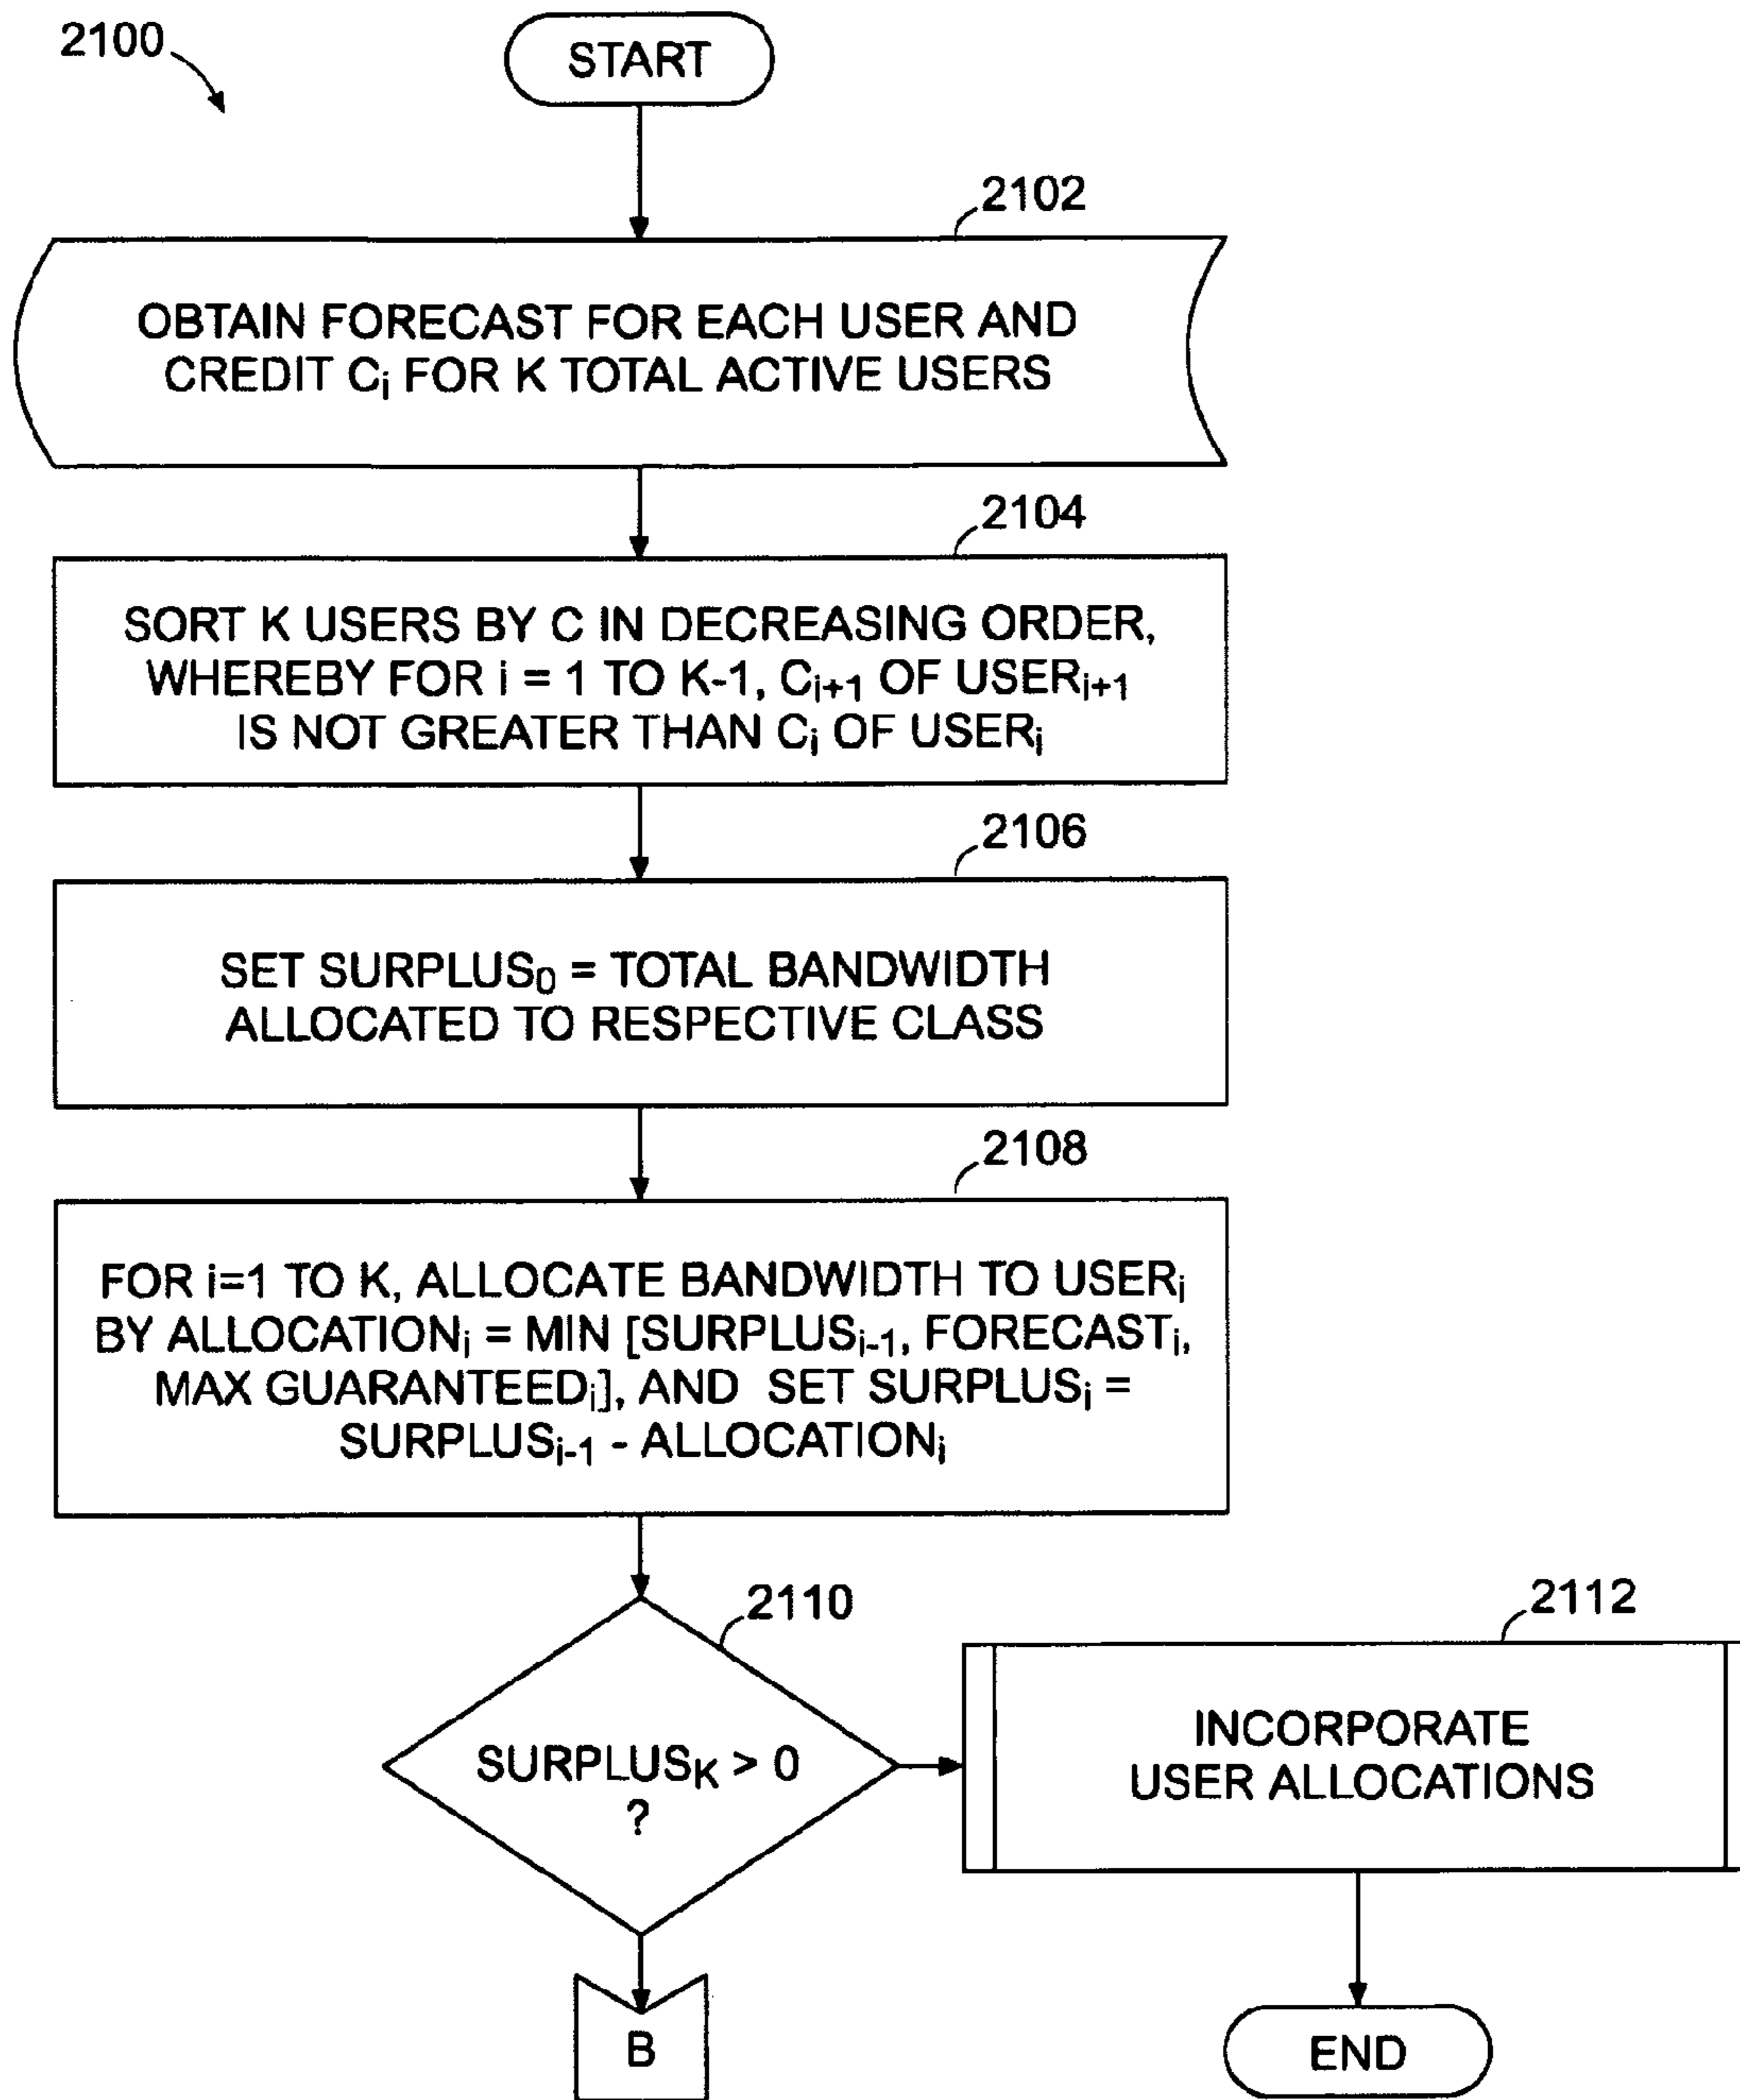 2100
START
2102
OBTAIN FORECAST FOR EACH USER AND
CREDIT Cᵢ FOR K TOTAL ACTIVE USERS
2104
SORT K USERS BY C IN DECREASING ORDER,
WHEREBY FOR i = 1 TO K-1, Cᵢ₊₁ OF USERᵢ₊₁
IS NOT GREATER THAN Cᵢ OF USERᵢ
2106
SET SURPLUS₀ = TOTAL BANDWIDTH
ALLOCATED TO RESPECTIVE CLASS
2108
FOR i=1 TO K, ALLOCATE BANDWIDTH TO USERᵢ
BY ALLOCATIONᵢ = MIN [SURPLUSᵢ₋₁, FORECASTᵢ,
MAX GUARANTEEDᵢ], AND SET SURPLUSᵢ =
SURPLUSᵢ₋₁ - ALLOCATIONᵢ
2110
SURPLUS_K > 0
?
2112
INCORPORATE
USER ALLOCATIONS
B
END